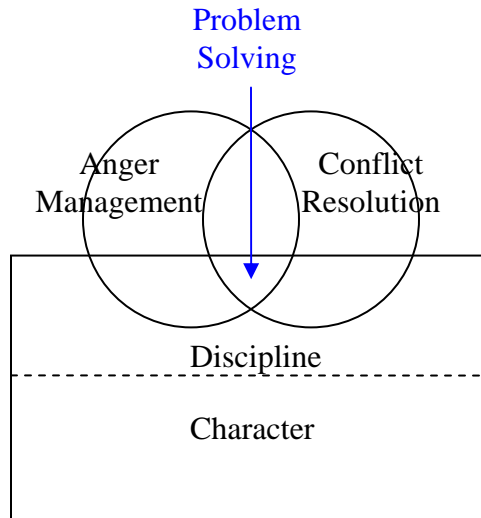 Problem
Solving
Anger
Management
Conflict
Resolution
Discipline
Character